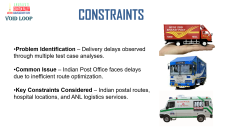 VOID LOOP
CONSTRAINTS
•Problem Identification – Delivery delays observed
through multiple test case analyses.
•Common Issue – Indian Post Office faces delays
due to inefficient route optimization.
•Key Constraints Considered – Indian postal routes,
hospital locations, and ANL logistics services.